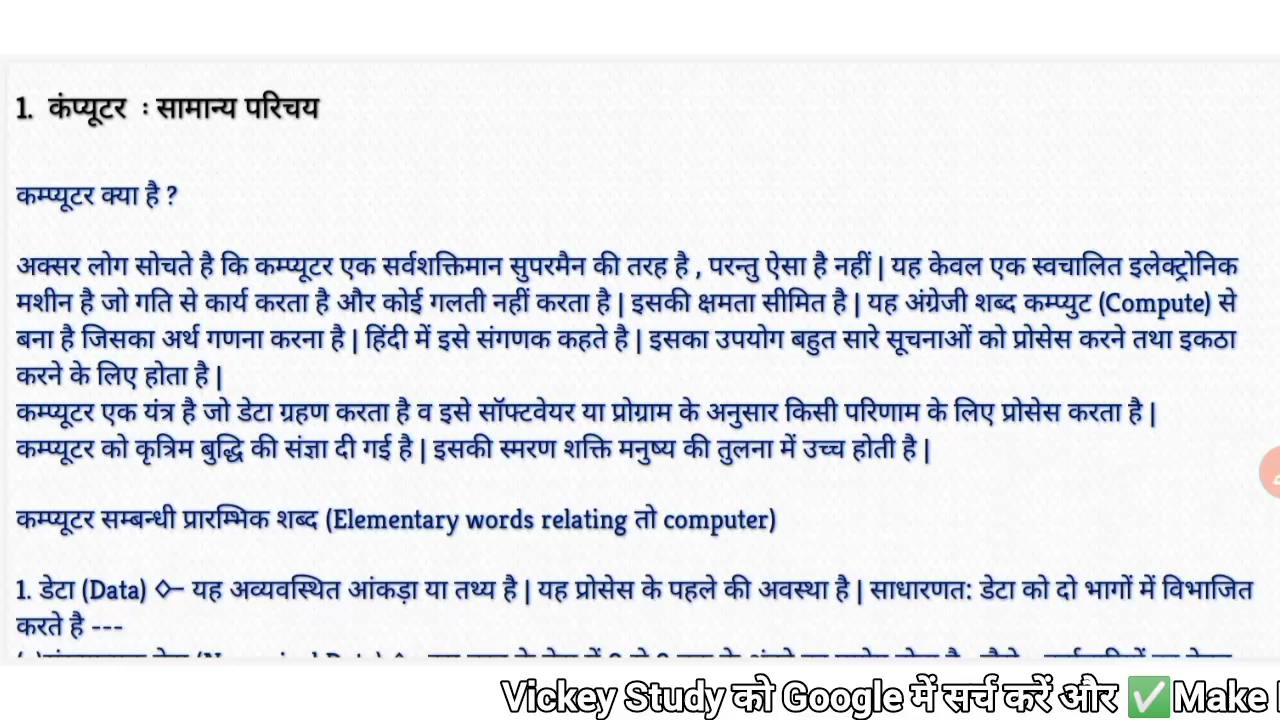 1. कंप्यूटर : सामान्य परिचय
कम्प्यूटर क्या है ?
अक्सर लोग सोचते है कि कम्प्यूटर एक सर्वशक्तिमान सुपरमैन की तरह है , परन्तु ऐसा है नहीं | यह केवल एक स्वचालित इलेक्ट्रोनिक
मशीन है जो गति से कार्य करता है और कोई गलती नहीं करता है | इसकी क्षमता सीमित है | यह अंग्रेजी शब्द कम्प्युट (Compute) से
बना है जिसका अर्थ गणना करना है | हिंदी में इसे संगणक कहते है | इसका उपयोग बहुत सारे सूचनाओं को प्रोसेस करने तथा इकठा
करने के लिए होता है |
कम्प्यूटर एक यंत्र है जो डेटा ग्रहण करता है व इसे सॉफ्टवेयर या प्रोग्राम के अनुसार किसी परिणाम के लिए प्रोसेस करता है |
कम्प्यूटर को कृत्रिम बुद्धि की संज्ञा दी गई है | इसकी स्मरण शक्ति मनुष्य की तुलना में उच्च होती है |
कम्प्यूटर सम्बन्धी प्रारम्भिक शब्द (Elementary words relating तो computer)
1. डेटा (Data) ◇– यह अव्यवस्थित आंकड़ा या तथ्य है | यह प्रोसेस के पहले की अवस्था है | साधारणत: डेटा को दो भागों में विभाजित
करते है ---
Vickey Study को Google में सर्च करें और ✅Make